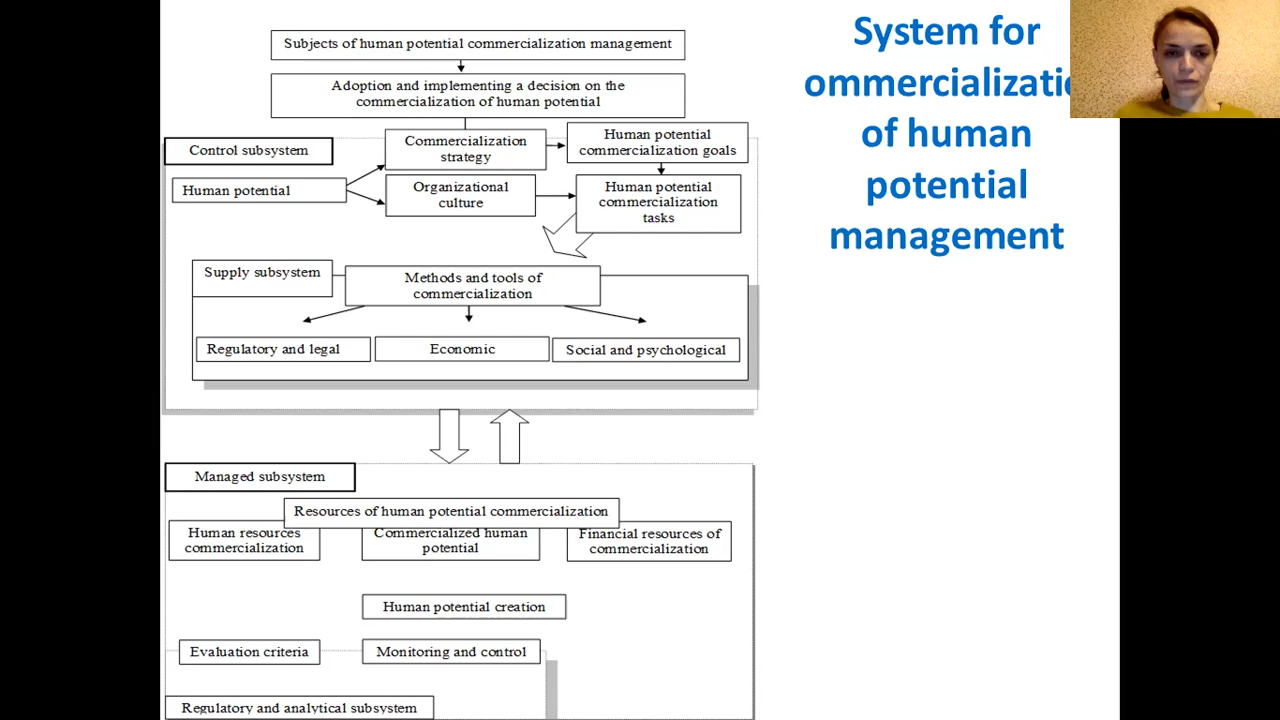 Subjects of human potential commercialization management
Adoption and implementing a decision on the
commercialization of human potential
Control subsystem
Human potential
Commercialization
strategy
Organizational
culture
Human potential
commercialization goals
Human potential
commercialization
tasks
Supply subsystem
Methods and tools of
commercialization
Regulatory and legal
Economic
Social and psychological
Managed subsystem
Resources of human potential commercialization
Human resources
commercialization
Commercialized human
potential
Financial resources of
commercialization
Human potential creation
Evaluation criteria
Monitoring and control
Regulatory and analytical subsystem
System for
ommercializati
of human
potential
management